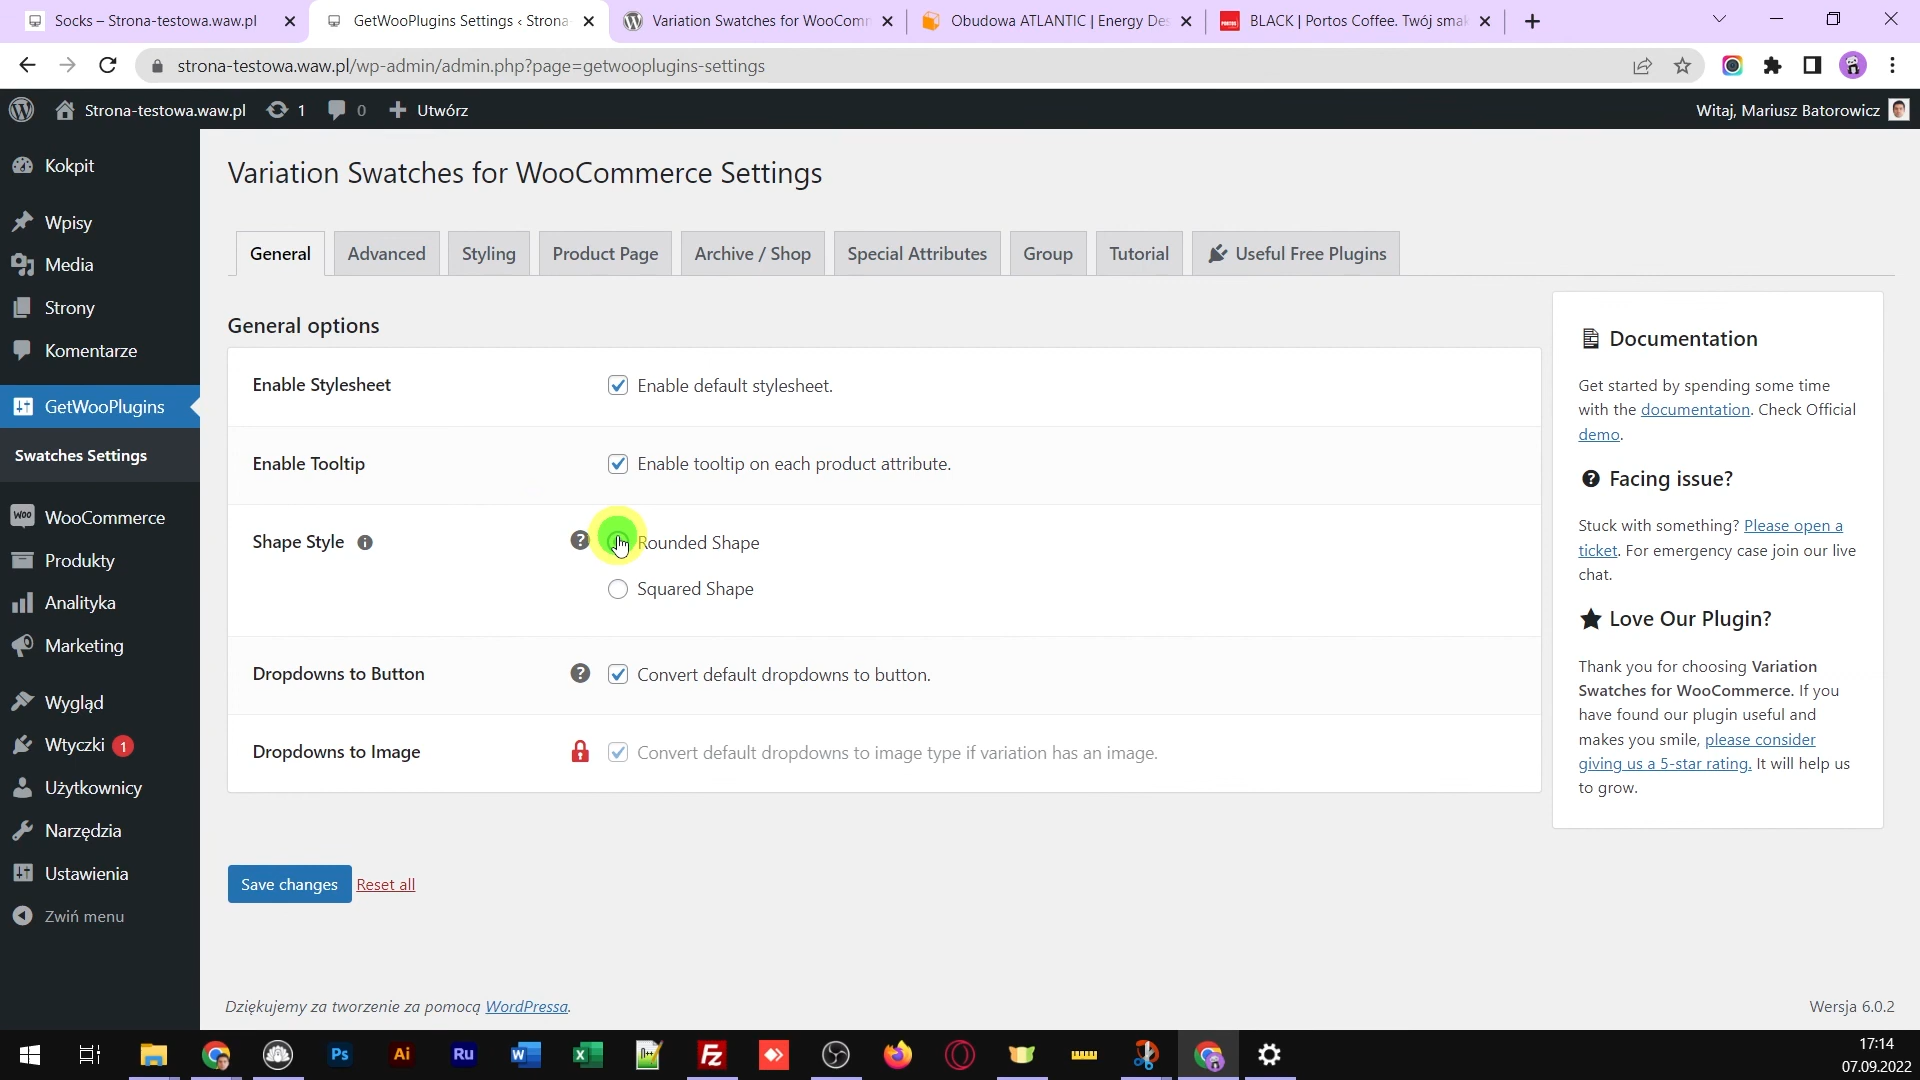 Socks – Strona-testowa.waw.pl
GetWooPlugins Settings ‹ Strona
Variation Swatches for WooComm
Obudowa ATLANTIC | Energy De
BLACK | Portos Coffee. Twój sma
strona-testowa.waw.pl/wp-admin/admin.php?page=getwooplugins-settings
Strona-testowa.waw.pl 1 0 Utwórz
Witaj, Mariusz Batorowicz
Kokpit
Wpisy
Media
Strony
Komentarze
GetWooPlugins
Swatches Settings
WooCommerce
Produkty
Analityka
Marketing
Wygląd
Wtyczki 1
Użytkownicy
Narzędzia
Ustawienia
Zwiń menu
Variation Swatches for WooCommerce Settings
General
Advanced
Styling
Product Page
Archive / Shop
Special Attributes
Group
Tutorial
Useful Free Plugins
General options
Enable Stylesheet
Enable default stylesheet.
Enable Tooltip
Enable tooltip on each product attribute.
Shape Style
Rounded Shape
Squared Shape
Dropdowns to Button
Convert default dropdowns to button.
Dropdowns to Image
Convert default dropdowns to image type if variation has an image.
Save changes Reset all
Documentation
Get started by spending some time
with the documentation. Check Official
demo.
Facing issue?
Stuck with something? Please open a
ticket. For emergency case join our live
chat.
Love Our Plugin?
Thank you for choosing Variation
Swatches for WooCommerce. If you
have found our plugin useful and
makes you smile, please consider
giving us a 5-star rating. It will help us
to grow.
Dziękujemy za tworzenie za pomocą WordPressa.
Wersja 6.0.2
Ps
Ai
Ru
17:14
07.09.2022